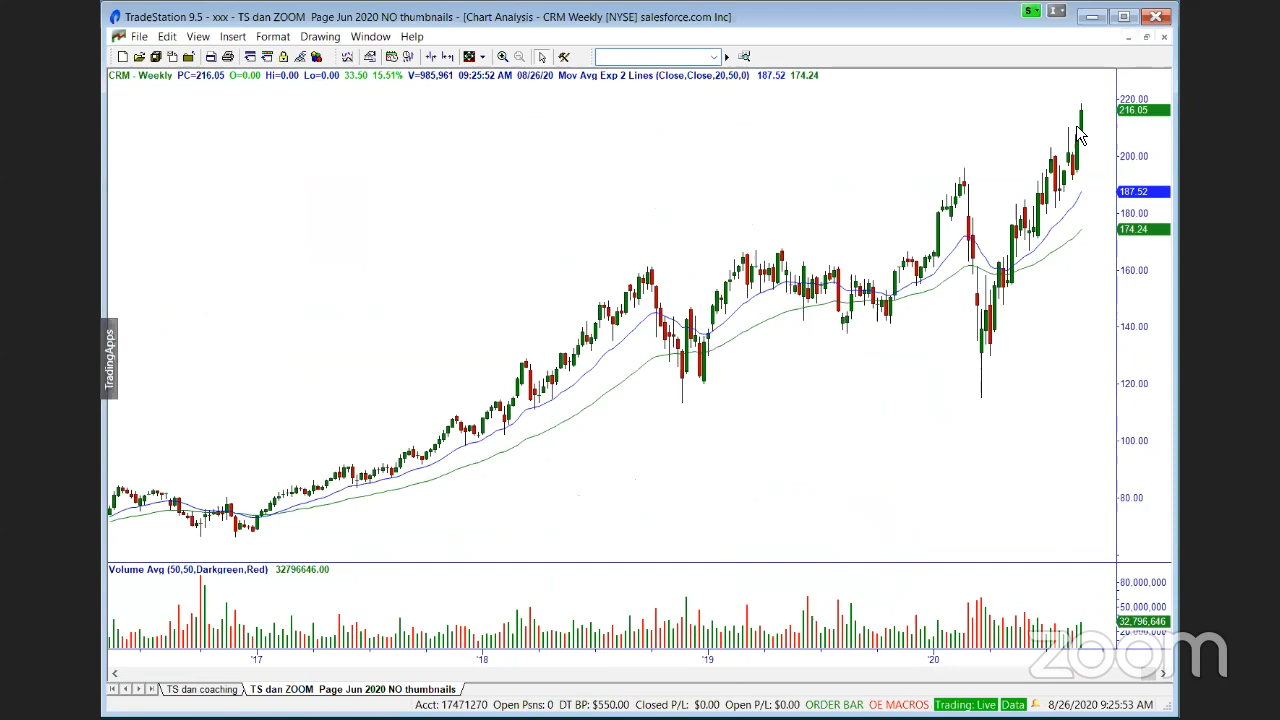 TradeStation 9.5 - xxx - TS dan ZOOM Page Jun 2020 NO thumbnails - [Chart Analysis - CRM Weekly [NYSE] salesforce.com Inc]
S I
File Edit View Insert Format Drawing Window Help
CRM - Weekly PC=216.05 O=0.00 Hi=0.00 Lo=0.00 33.50 15.51% V=985,961 09:25:52 AM 08/26/20 Mov Avg Exp 2 Lines (Close,Close,20,50,0) 187.52 174.24
220.00
216.05
200.00
187.52
180.00
174.24
160.00
140.00
120.00
100.00
80.00
TradingApps
Volume Avg (50,50,Darkgreen,Red) 32796646.00
80,000,000
50,000,000
32,796,646
20,000,000
'17 '18 '19 '20
zoom
TS dan coaching TS dan ZOOM Page Jun 2020 NO thumbnails
Acct: 17471270 Open Psns: 0 DT BP: $550.00 Closed P/L: $0.00 Open P/L: $0.00 ORDER BAR OE MACROS Trading: Live Data 8/26/2020 9:25:53 AM